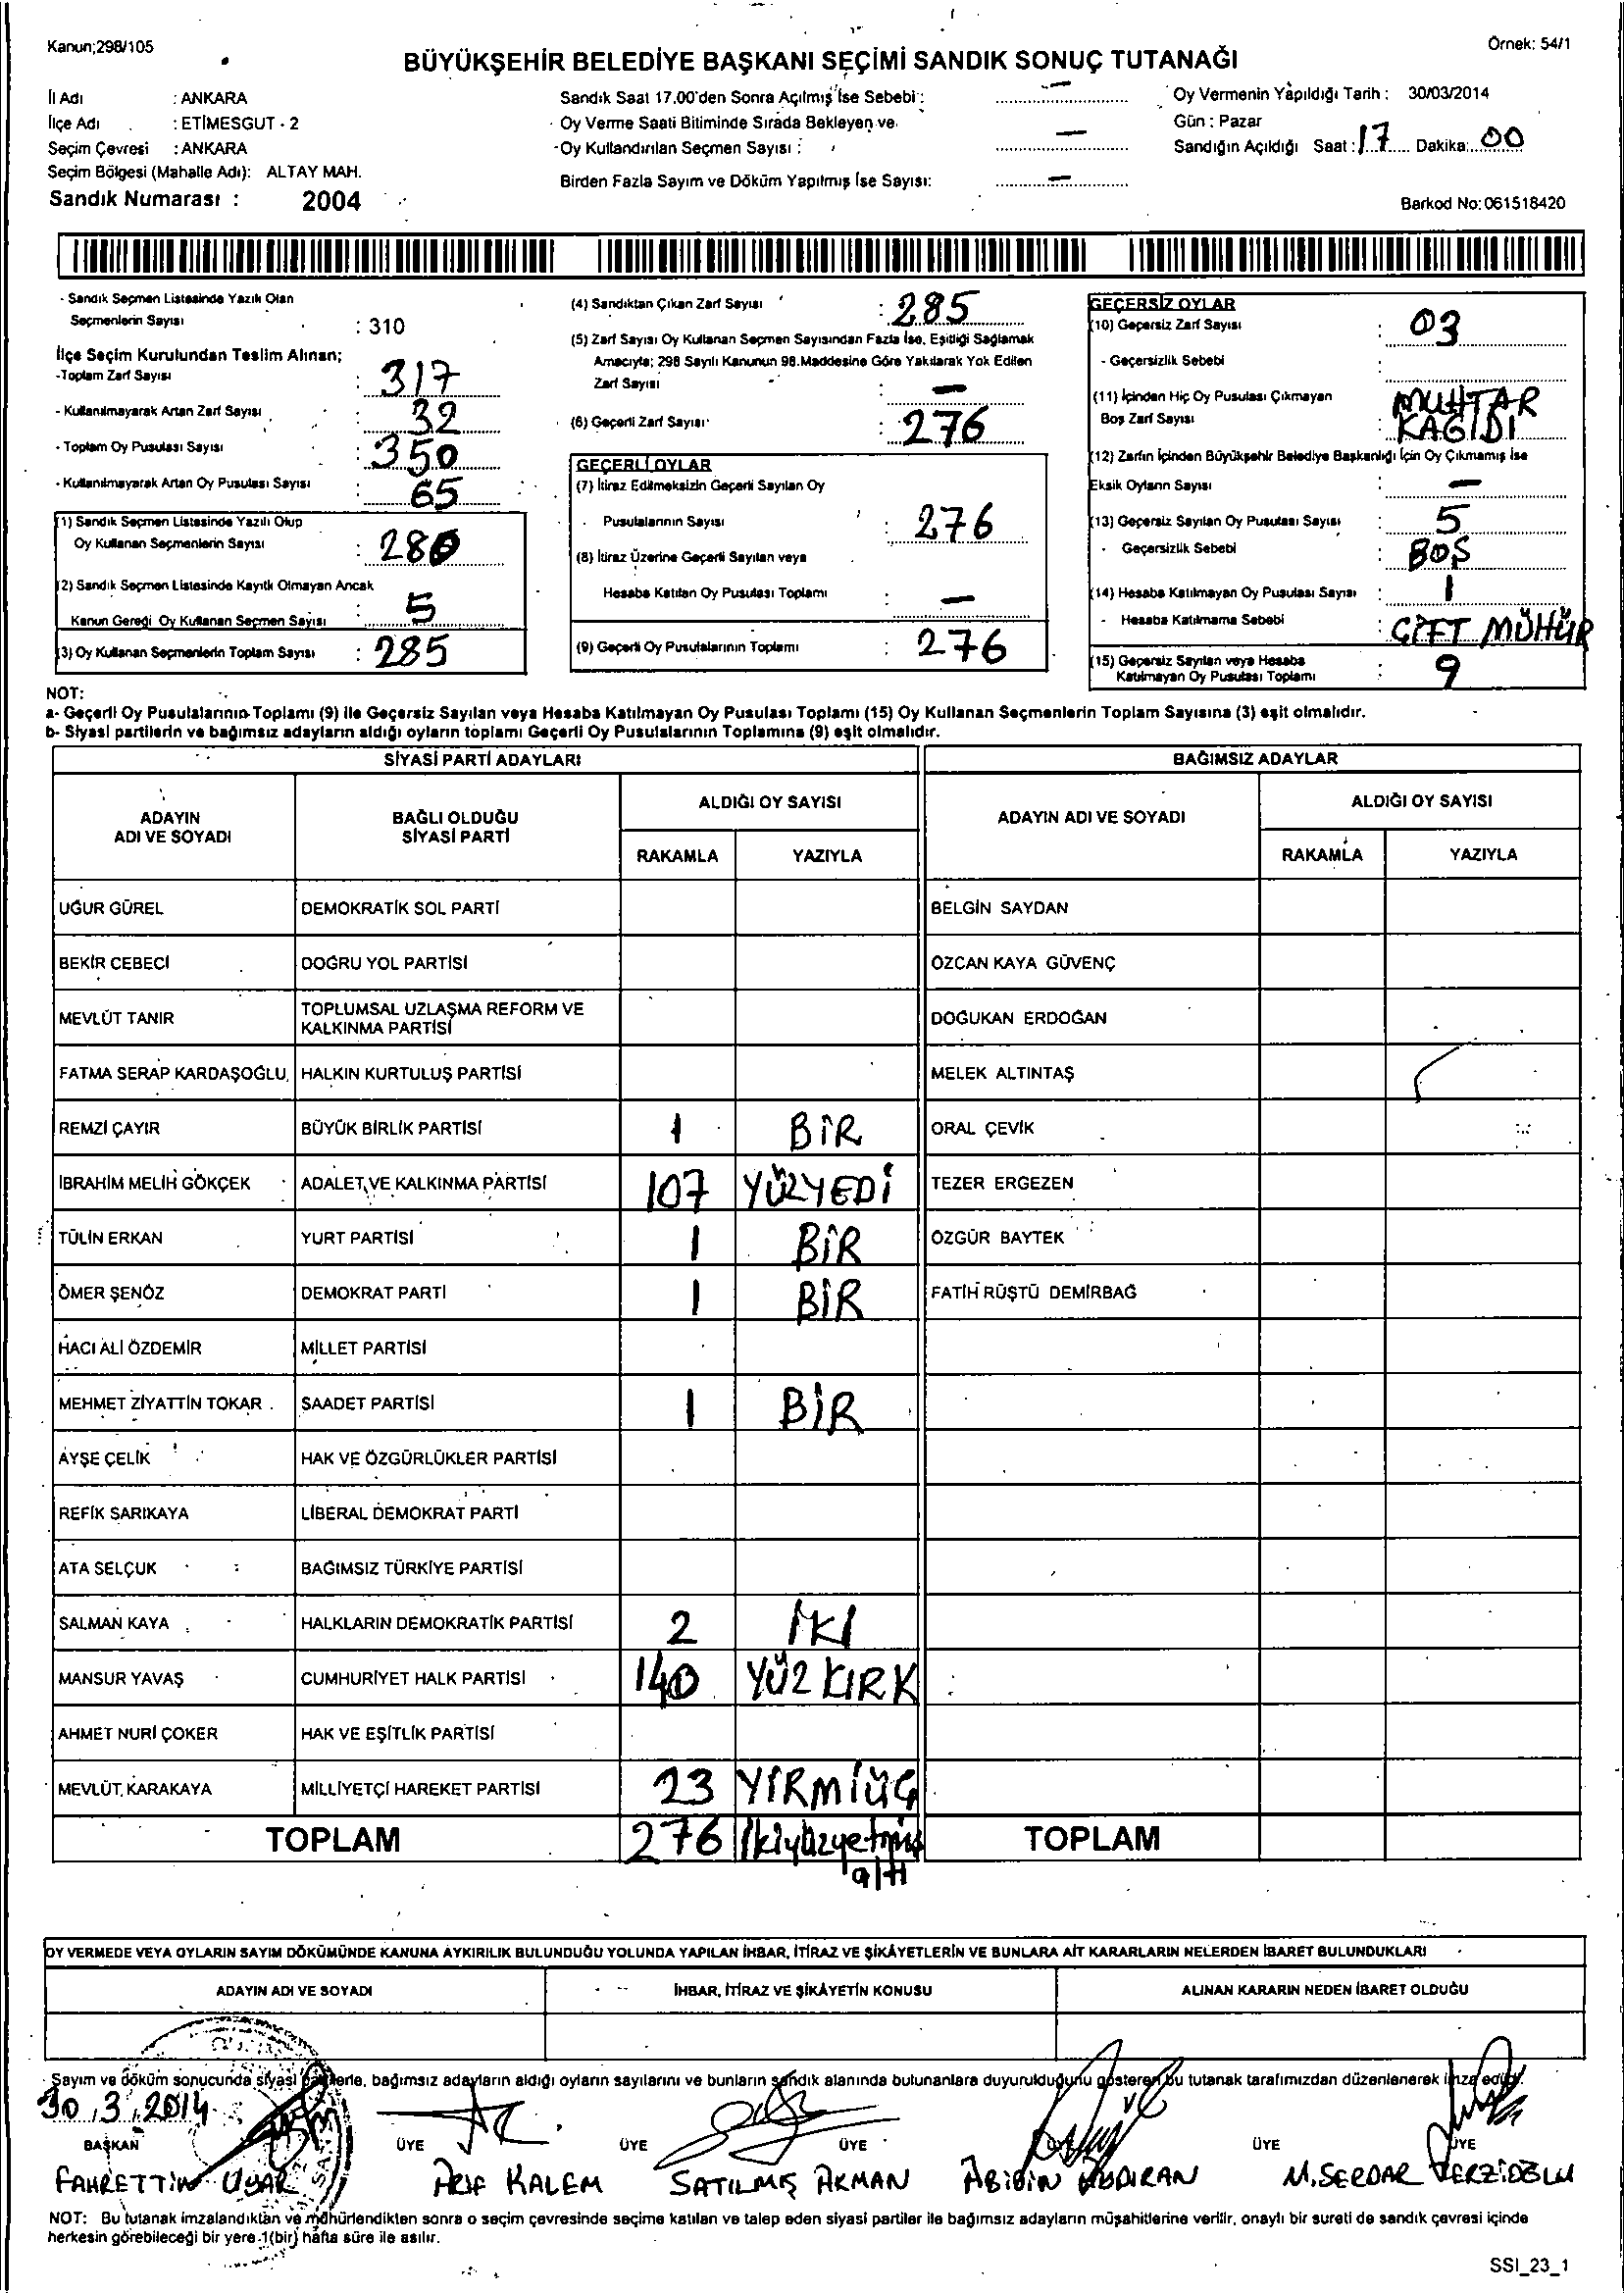 Kanun;298/105
Örnek: 54/1
BÜYÜKŞEHİR BELEDİYE BAŞKANI SEÇİMİ SANDIK SONUÇ TUTANAĞI
İl Adı : ANKARA
İlçe Adı : ETİMESGUT - 2
Seçim Çevresi : ANKARA
Seçim Bölgesi (Mahalle Adı): ALTAY MAH.
Sandık Numarası : 2004
Sandık Saat 17.00'den Sonra Açılmış İse Sebebi : —
Oy Verme Saati Bitiminde Sırada Bekleyen ve
Oy Kullandırılan Seçmen Sayısı : —
Birden Fazla Sayım ve Döküm Yapılmış İse Sayısı: —
Oy Vermenin Yapıldığı Tarih : 30/03/2014
Gün : Pazar
Sandığın Açıldığı Saat : 17 Dakika: 00
Barkod No: 061518420
- Sandık Seçmen Listesinde Yazılı Olan
Seçmenlerin Sayısı : 310
İlçe Seçim Kurulundan Teslim Alınan;
-Toplam Zarf Sayısı : 317
- Kullanılmayarak Artan Zarf Sayısı : 32
- Toplam Oy Pusulası Sayısı : 350
- Kullanılmayarak Artan Oy Pusulası Sayısı : 65
(1) Sandık Seçmen Listesinde Yazılı Olup
Oy Kullanan Seçmenlerin Sayısı : 280
(2) Sandık Seçmen Listesinde Kayıtlı Olmayan Ancak
Kanun Gereği Oy Kullanan Seçmen Sayısı : 5
(3) Oy Kullanan Seçmenlerin Toplam Sayısı : 285
(4) Sandıktan Çıkan Zarf Sayısı : 285
(5) Zarf Sayısı Oy Kullanan Seçmen Sayısından Fazla İse, Eşitliği Sağlamak
Amacıyla; 298 Sayılı Kanunun 98.Maddesine Göre Yakılarak Yok Edilen
Zarf Sayısı : —
(6) Geçerli Zarf Sayısı : 276
GEÇERLİ OYLAR
(7) İtiraz Edilmeksizin Geçerli Sayılan Oy
Pusulalarının Sayısı : 276
(8) İtiraz Üzerine Geçerli Sayılan veya
Hesaba Katılan Oy Pusulası Toplamı : —
(9) Geçerli Oy Pusulalarının Toplamı : 276
GEÇERSİZ OYLAR
(10) Geçersiz Zarf Sayısı : 03
- Geçersizlik Sebebi :
(11) İçinden Hiç Oy Pusulası Çıkmayan
Boş Zarf Sayısı : MUHTAR
KAGIDI
(12) Zarfın İçinden Büyükşehir Belediye Başkanlığı İçin Oy Çıkmamış İse
Eksik Oyların Sayısı : —
(13) Geçersiz Sayılan Oy Pusulası Sayısı : 5
- Geçersizlik Sebebi : BOŞ
(14) Hesaba Katılmayan Oy Pusulası Sayısı : 1
- Hesaba Katılmama Sebebi : ÇİFT MÜHÜR
(15) Geçersiz Sayılan veya Hesaba
Katılmayan Oy Pusulası Toplamı : 9
NOT:
a- Geçerli Oy Pusulalarının Toplamı (9) ile Geçersiz Sayılan veya Hesaba Katılmayan Oy Pusulası Toplamı (15) Oy Kullanan Seçmenlerin Toplam Sayısına (3) eşit olmalıdır.
b- Siyasi partilerin ve bağımsız adayların aldığı oyların toplamı Geçerli Oy Pusulalarının Toplamına (9) eşit olmalıdır.
SİYASİ PARTİ ADAYLARI
BAĞIMSIZ ADAYLAR
ADAYIN
ADI VE SOYADI
BAĞLI OLDUĞU
SİYASİ PARTİ
ALDIĞI OY SAYISI
RAKAMLA YAZIYLA
ADAYIN ADI VE SOYADI
ALDIĞI OY SAYISI
RAKAMLA YAZIYLA
UĞUR GÜREL DEMOKRATİK SOL PARTİ BELGİN SAYDAN
BEKİR CEBECİ DOĞRU YOL PARTİSİ ÖZCAN KAYA GÜVENÇ
MEVLÜT TANIR TOPLUMSAL UZLAŞMA REFORM VE
KALKINMA PARTİSİ DOĞUKAN ERDOĞAN
FATMA SERAP KARDAŞOĞLU HALKIN KURTULUŞ PARTİSİ MELEK ALTINTAŞ
REMZİ ÇAYIR BÜYÜK BİRLİK PARTİSİ 1 BİR ORAL ÇEVİK
İBRAHİM MELİH GÖKÇEK ADALET VE KALKINMA PARTİSİ 107 YÜZYEDİ TEZER ERGEZEN
TÜLİN ERKAN YURT PARTİSİ 1 BİR ÖZGÜR BAYTEK
ÖMER ŞENÖZ DEMOKRAT PARTİ 1 BİR FATİH RÜŞTÜ DEMİRBAĞ
HACI ALİ ÖZDEMİR MİLLET PARTİSİ
MEHMET ZİYATTİN TOKAR SAADET PARTİSİ 1 BİR
AYŞE ÇELİK HAK VE ÖZGÜRLÜKLER PARTİSİ
REFİK SARIKAYA LİBERAL DEMOKRAT PARTİ
ATA SELÇUK BAĞIMSIZ TÜRKİYE PARTİSİ
SALMAN KAYA HALKLARIN DEMOKRATİK PARTİSİ 2 İKİ
MANSUR YAVAŞ CUMHURİYET HALK PARTİSİ 140 YÜZ KIRK
AHMET NURİ ÇOKER HAK VE EŞİTLİK PARTİSİ
MEVLÜT KARAKAYA MİLLİYETÇİ HAREKET PARTİSİ 23 YİRMİÜÇ
TOPLAM 276 İkiyüzyetmiş
altı
TOPLAM
OY VERMEDE VEYA OYLARIN SAYIM DÖKÜMÜNDE KANUNA AYKIRILIK BULUNDUĞU YOLUNDA YAPILAN İHBAR, İTİRAZ VE ŞİKÂYETLERİN VE BUNLARA AİT KARARLARIN NELERDEN İBARET BULUNDUKLARI
ADAYIN ADI VE SOYADI İHBAR, İTİRAZ VE ŞİKÂYETİN KONUSU ALINAN KARARIN NEDEN İBARET OLDUĞU
Sayım ve döküm sonucunda siyasi partilerle, bağımsız adayların aldığı oyların sayılarını ve bunların sandık alanında bulunanlara duyurulduğunu gösteren bu tutanak tarafımızdan düzenlenerek imza edildi.
30.3.2014
BAŞKAN ÜYE ÜYE ÜYE ÜYE ÜYE
FAHRETTİN UYAR ARİF KALEM SATILMIŞ AKMAN ABİDİN M.SERDAR TERZİOĞLU
NOT: Bu tutanak imzalandıktan ve mühürlendikten sonra o seçim çevresinde seçime katılan ve talep eden siyasi partiler ile bağımsız adayların müşahitlerine verilir, onaylı bir sureti de sandık çevresi içinde
herkesin görebileceği bir yere 1(bir) hafta süre ile asılır.
SSI_23_1